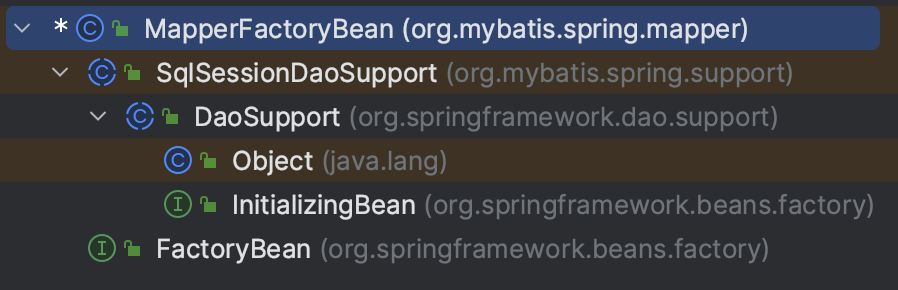 * C MapperFactoryBean (org.mybatis.spring.mapper)
C SqlSessionDaoSupport (org.mybatis.spring.support)
C DaoSupport (org.springframework.dao.support)
C Object (java.lang)
I InitializingBean (org.springframework.beans.factory)
I FactoryBean (org.springframework.beans.factory)